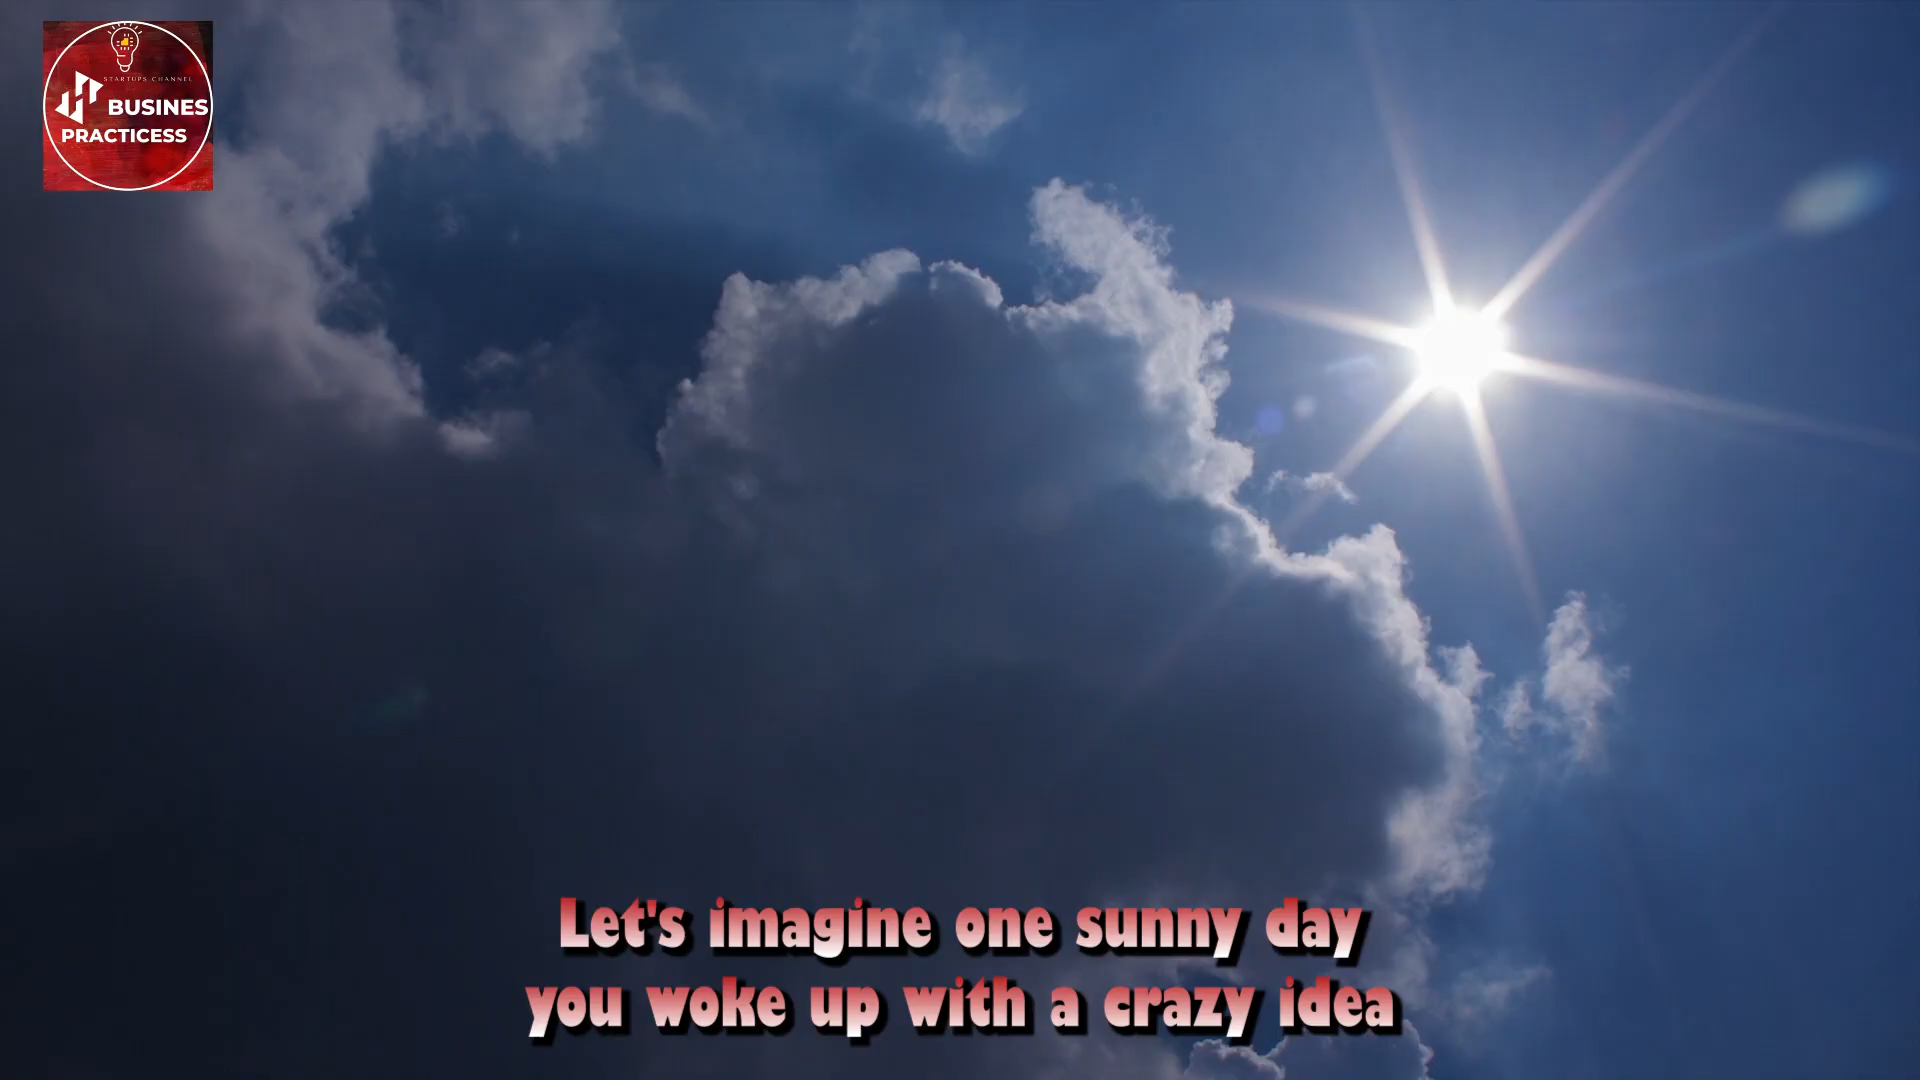 STARTUPS CHANNEL
BUSINES
PRACTICESS
Let's imagine one sunny day
you woke up with a crazy idea